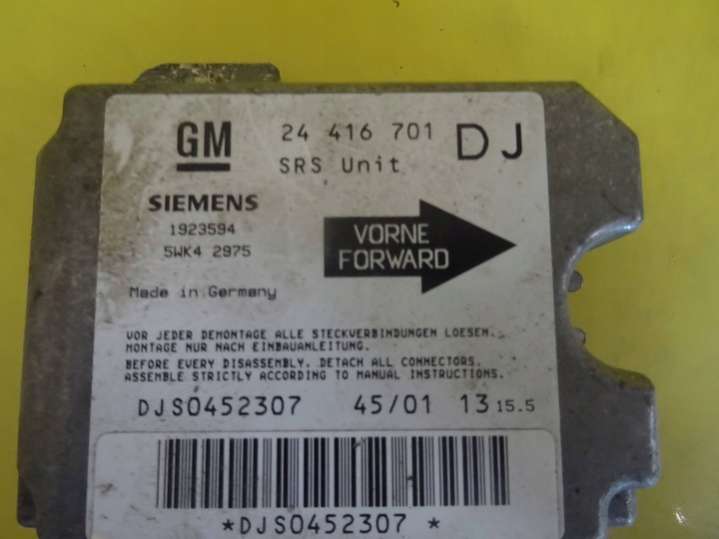 GM 24 416 701 DJ
SRS Unit
SIEMENS
1923594
5WK4 2975
VORNE
FORWARD
Made in Germany
VOR JEDER DEMONTAGE ALLE STECKVERBINDUNGEN LOESEN.
MONTAGE NUR NACH EINBAUANLEITUNG.
BEFORE EVERY DISASSEMBLY, DETACH ALL CONNECTORS.
ASSEMBLE STRICTLY ACCORDING TO MANUAL INSTRUCTIONS.
DJS0452307 45/01 13 15.5
*DJS0452307 *